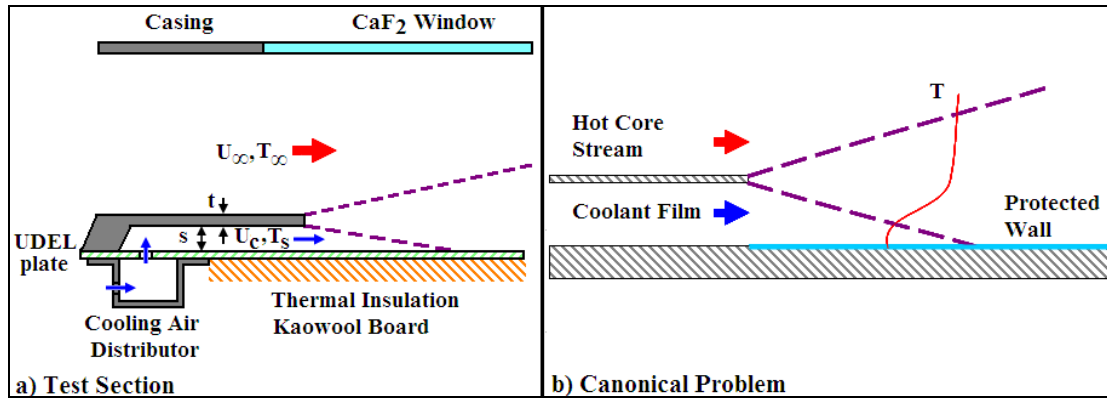 Casing
CaF₂ Window
U∞,T∞
t
s
Uc,Ts
UDEL
plate
Cooling Air
Distributor
Thermal Insulation
Kaowool Board
a) Test Section
T
Hot Core
Stream
Coolant Film
Protected
Wall
b) Canonical Problem